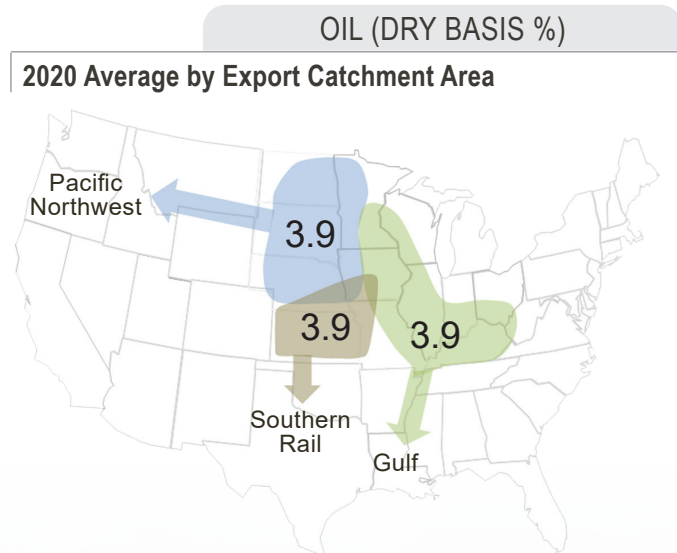 OIL (DRY BASIS %)
2020 Average by Export Catchment Area
Pacific
Northwest
3.9
3.9
3.9
Southern
Rail
Gulf